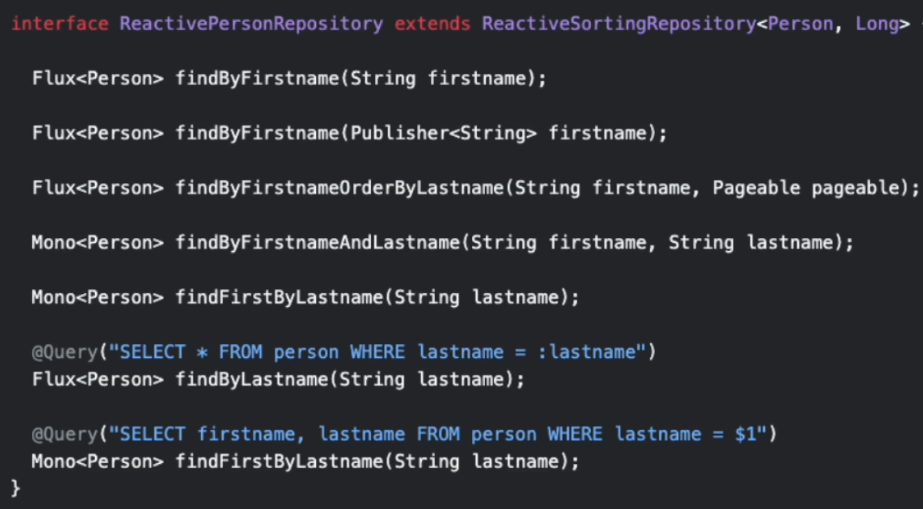 interface ReactivePersonRepository extends ReactiveSortingRepository<Person, Long>
Flux<Person> findByFirstname(String firstname);
Flux<Person> findByFirstname(Publisher<String> firstname);
Flux<Person> findByFirstnameOrderByLastname(String firstname, Pageable pageable);
Mono<Person> findByFirstnameAndLastname(String firstname, String lastname);
Mono<Person> findFirstByLastname(String lastname);
@Query("SELECT * FROM person WHERE lastname = :lastname")
Flux<Person> findByLastname(String lastname);
@Query("SELECT firstname, lastname FROM person WHERE lastname = $1")
Mono<Person> findFirstByLastname(String lastname);
}